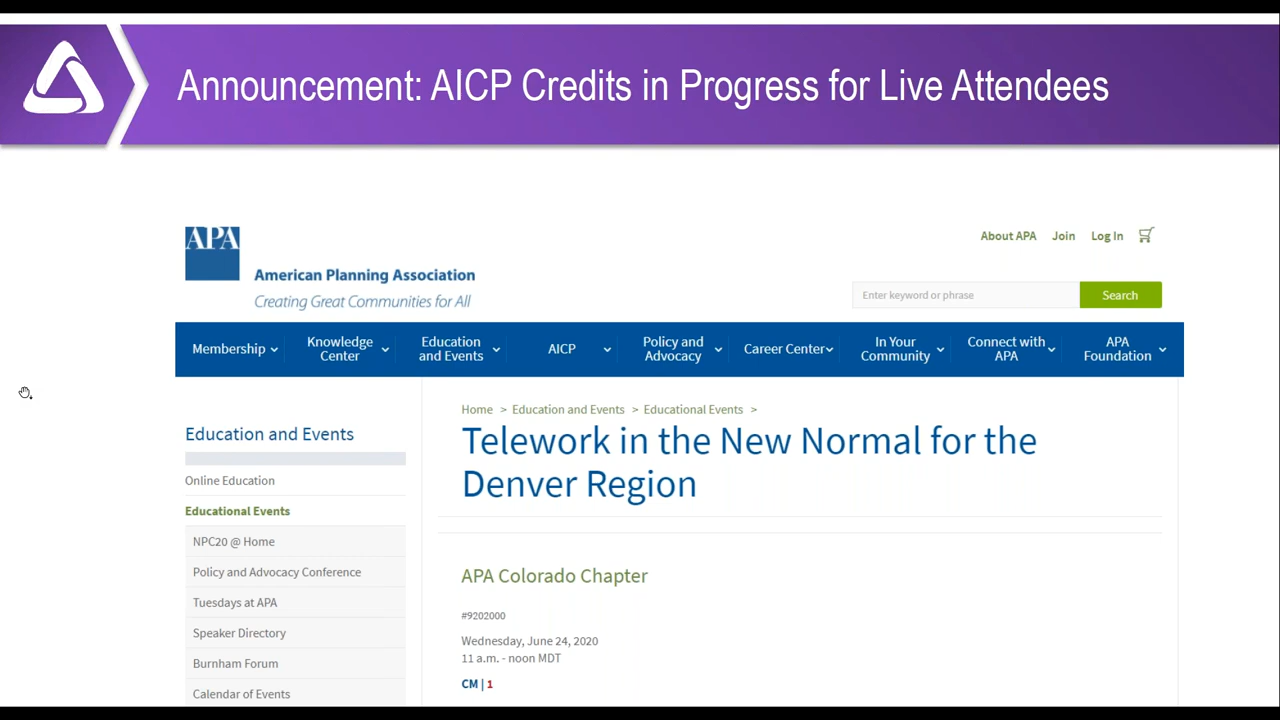 Announcement: AICP Credits in Progress for Live Attendees
APA
American Planning Association
Creating Great Communities for All
About APA Join Log In
Enter keyword or phrase Search
Membership
Knowledge Center
Education and Events
AICP
Policy and Advocacy
Career Center
In Your Community
Connect with APA
APA Foundation
Education and Events
Online Education
Educational Events
NPC20 @ Home
Policy and Advocacy Conference
Tuesdays at APA
Speaker Directory
Burnham Forum
Calendar of Events
Home > Education and Events > Educational Events >
Telework in the New Normal for the
Denver Region
APA Colorado Chapter
#9202000
Wednesday, June 24, 2020
11 a.m. - noon MDT
CM | 1